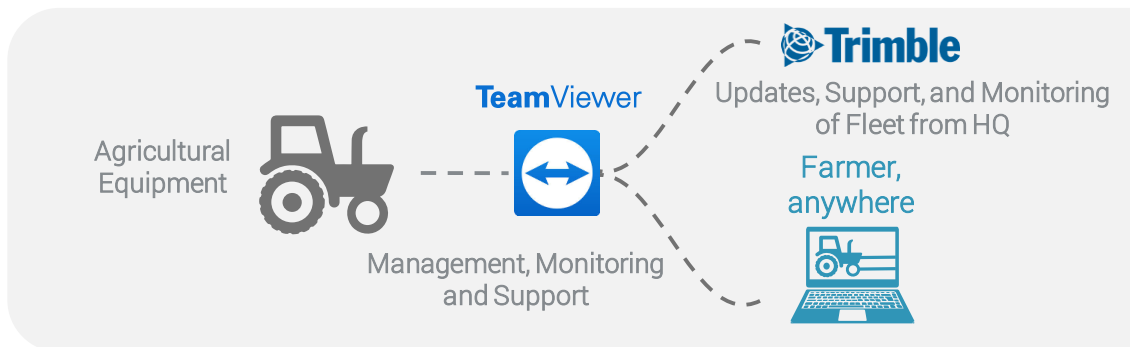 Agricultural
Equipment
TeamViewer
Management, Monitoring
and Support
Trimble
Updates, Support, and Monitoring
of Fleet from HQ
Farmer,
anywhere